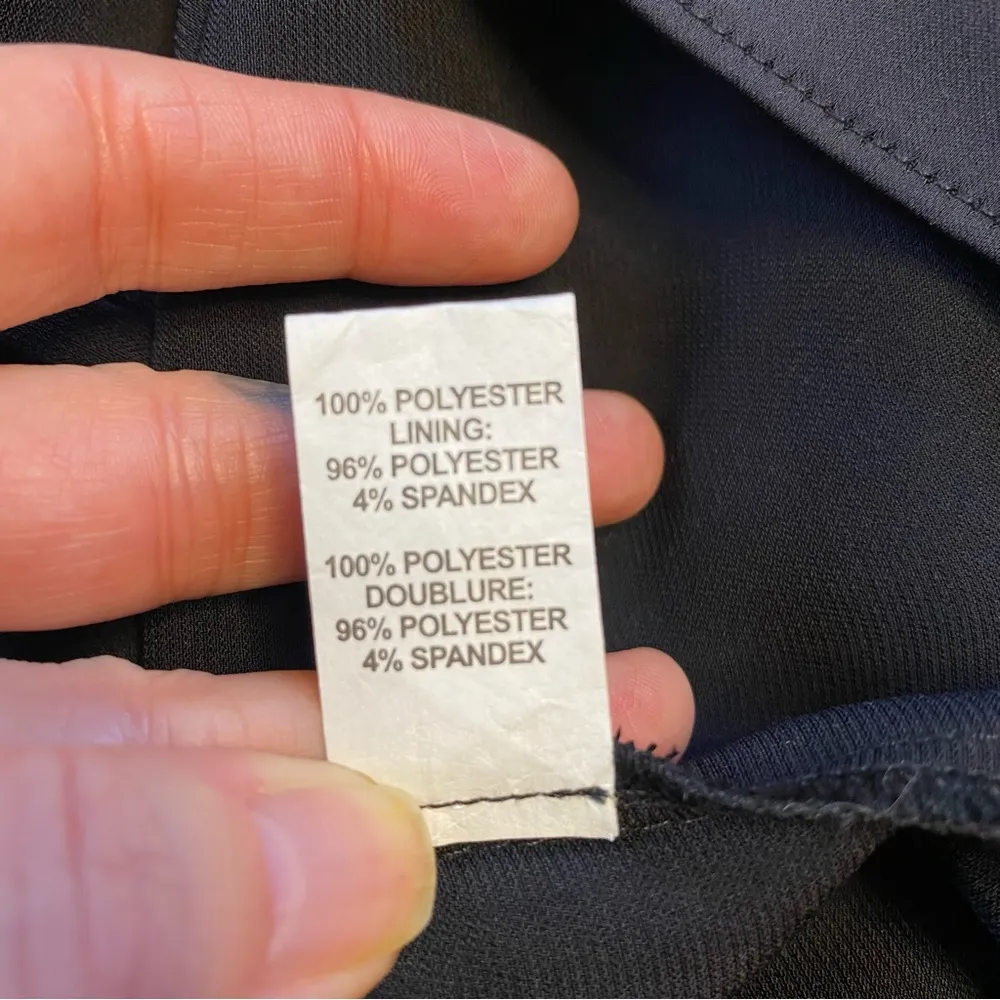 100% POLYESTER
LINING:
96% POLYESTER
4% SPANDEX
100% POLYESTER
DOUBLURE:
96% POLYESTER
4% SPANDEX